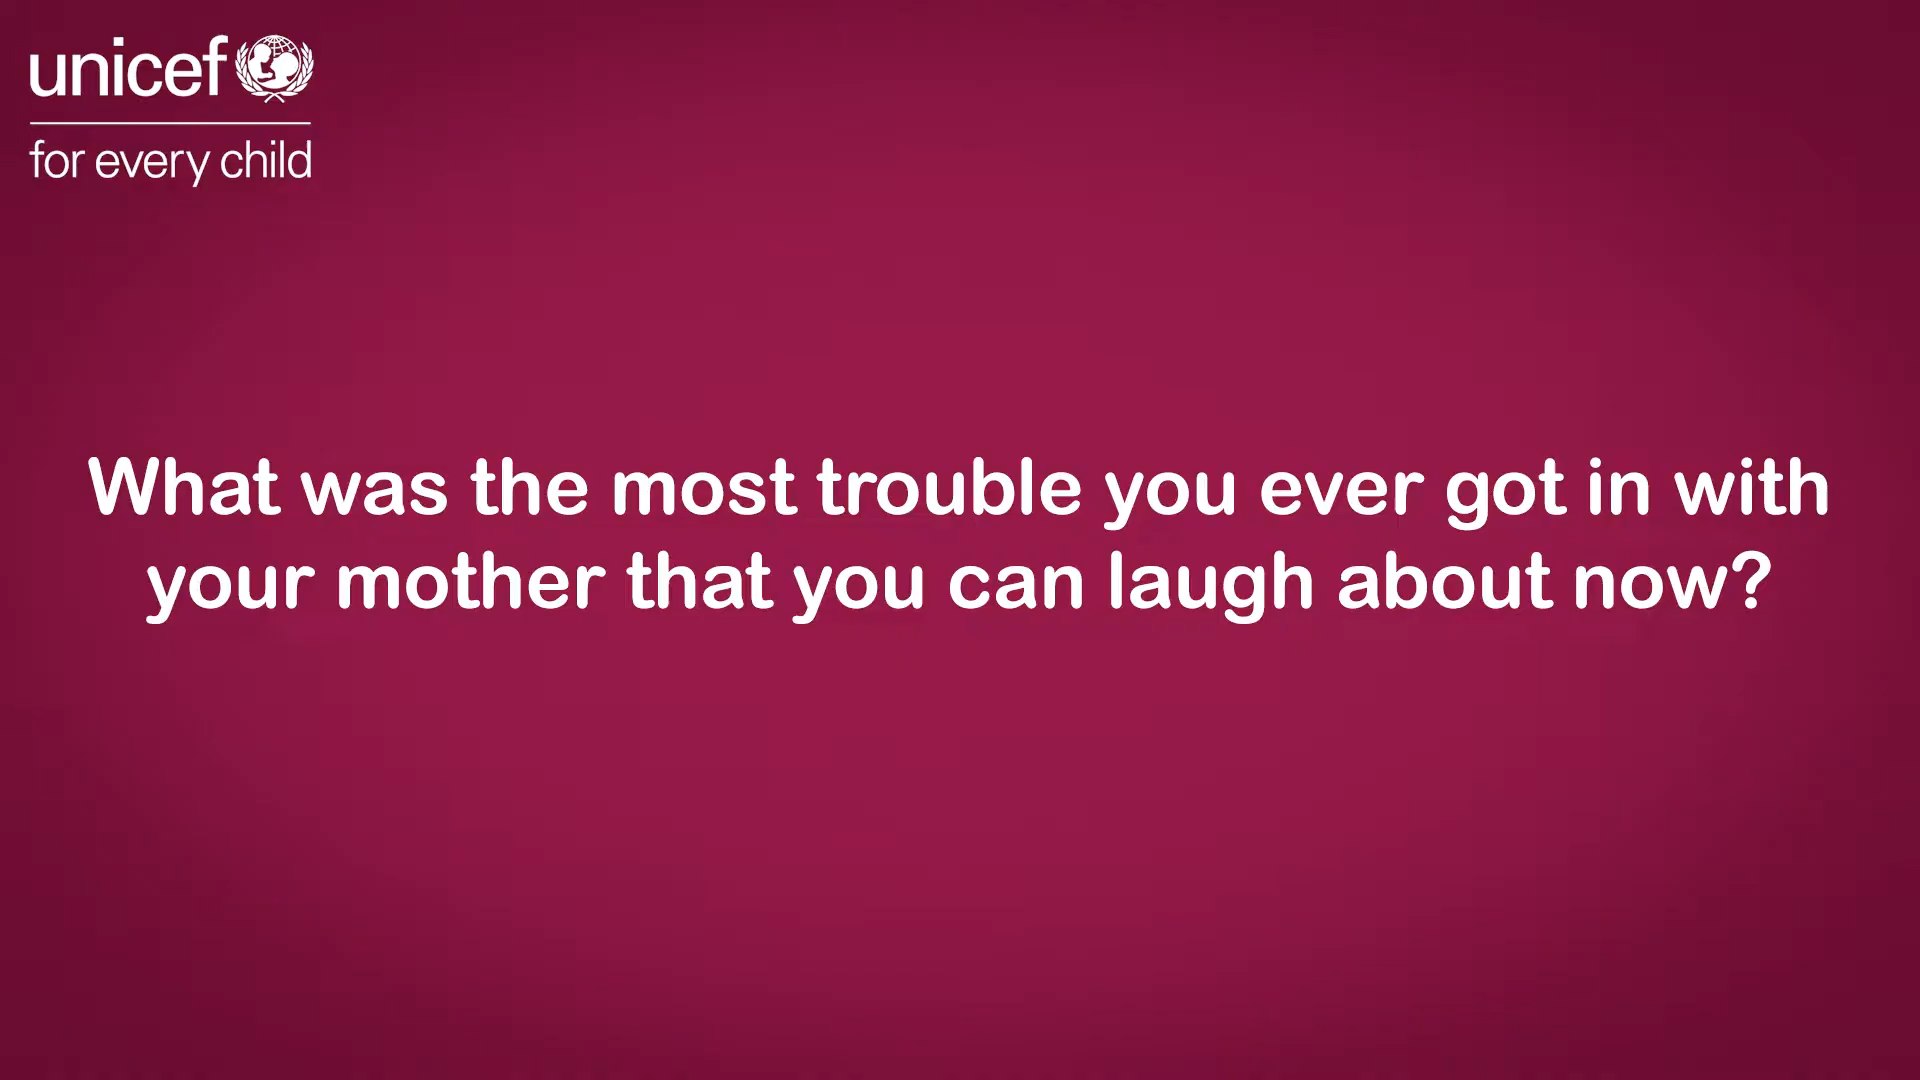 unicef
for every child
What was the most trouble you ever got in with
your mother that you can laugh about now?